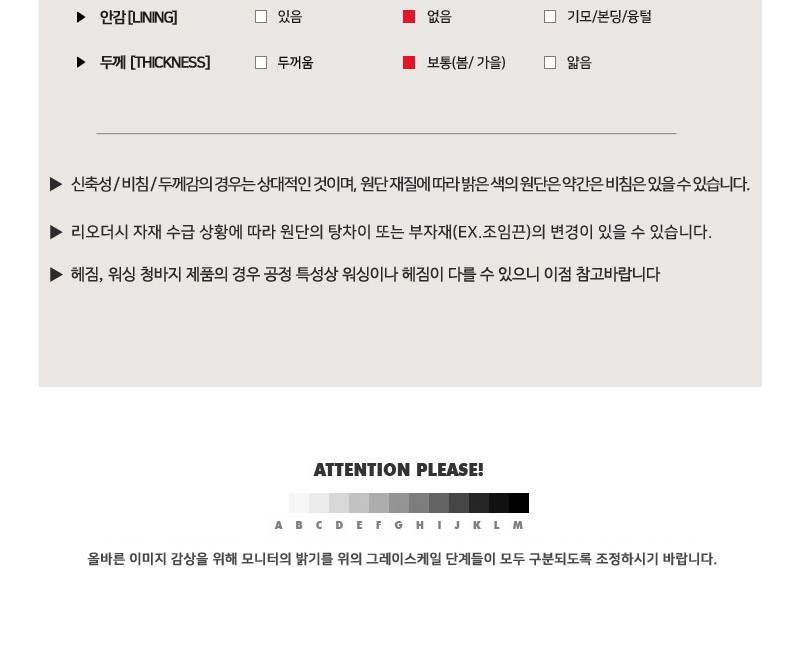 ▶ 안감 [LINING] □ 있음 ■ 없음 □ 기모/본딩/융털
▶ 두께 [THICKNESS] □ 두꺼움 ■ 보통(봄/ 가을) □ 얇음
▶ 신축성 / 비침 / 두께감의 경우는 상대적인 것이며, 원단 재질에 따라 밝은 색의 원단은 약간은 비침은 있을 수 있습니다.
▶ 리오더시 자재 수급 상황에 따라 원단의 탕차이 또는 부자재(EX.조임끈)의 변경이 있을 수 있습니다.
▶ 헤짐, 워싱 청바지 제품의 경우 공정 특성상 워싱이나 헤짐이 다를 수 있으니 이점 참고바랍니다
ATTENTION PLEASE!
A B C D E F G H I J K L M
올바른 이미지 감상을 위해 모니터의 밝기를 위의 그레이스케일 단계들이 모두 구분되도록 조정하시기 바랍니다.